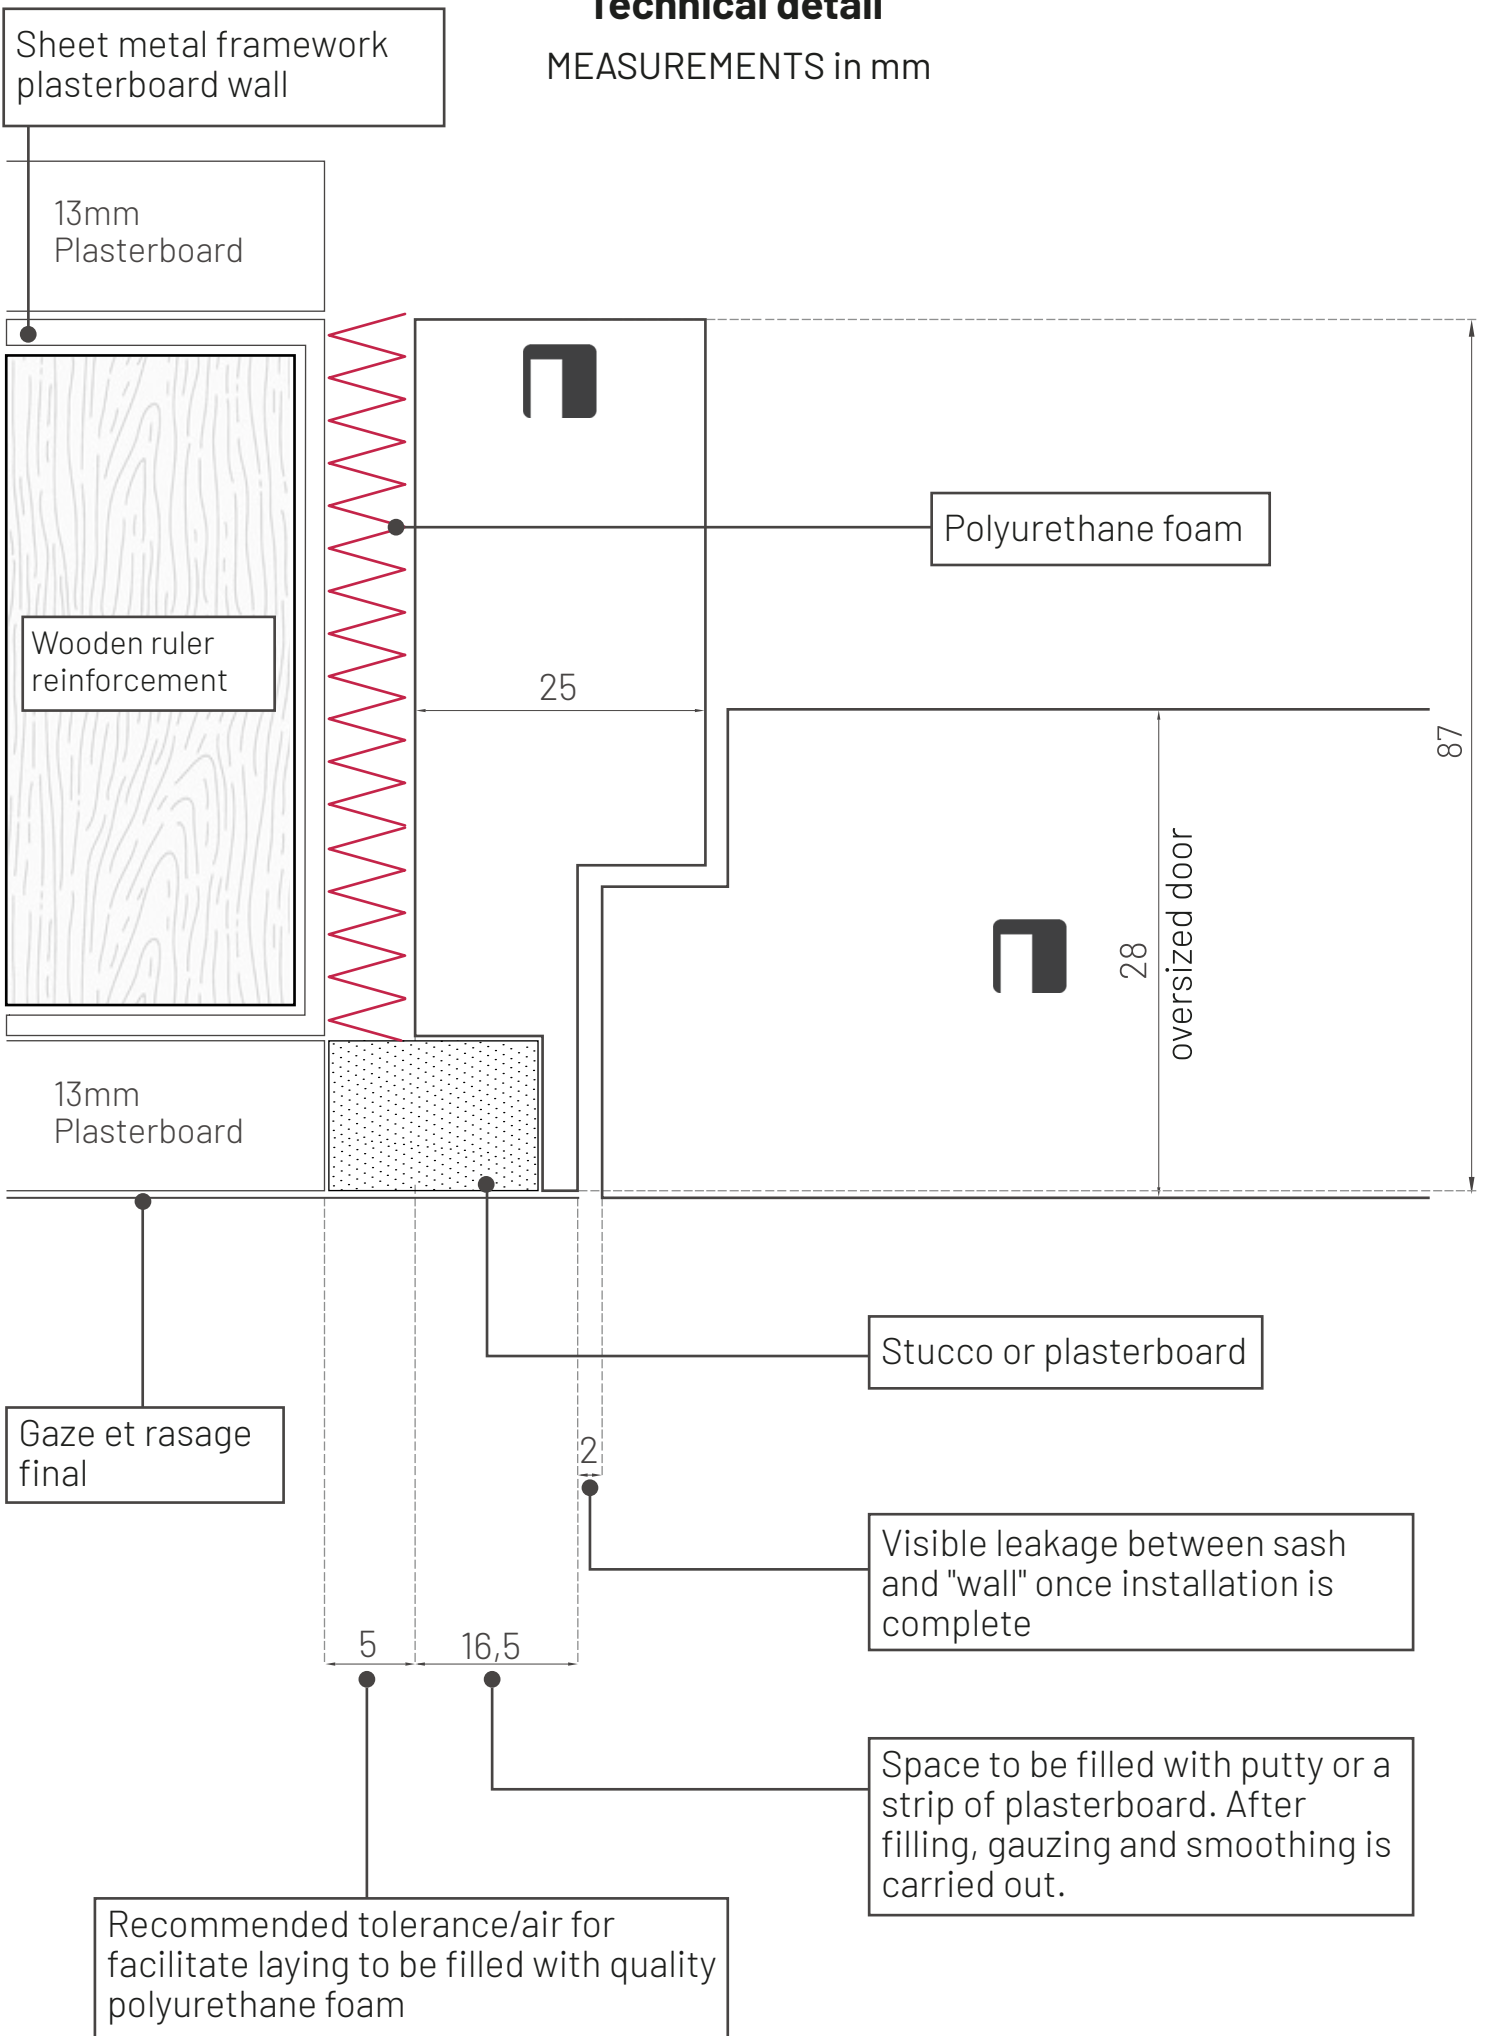 Technical detail
MEASUREMENTS in mm
Sheet metal framework
plasterboard wall
13mm
Plasterboard
Polyurethane foam
Wooden ruler
reinforcement
25
87
28
oversized door
13mm
Plasterboard
Stucco or plasterboard
Gaze et rasage
final
2
Visible leakage between sash
and "wall" once installation is
complete
5
16,5
Space to be filled with putty or a
strip of plasterboard. After
filling, gauzing and smoothing is
carried out.
Recommended tolerance/air for
facilitate laying to be filled with quality
polyurethane foam